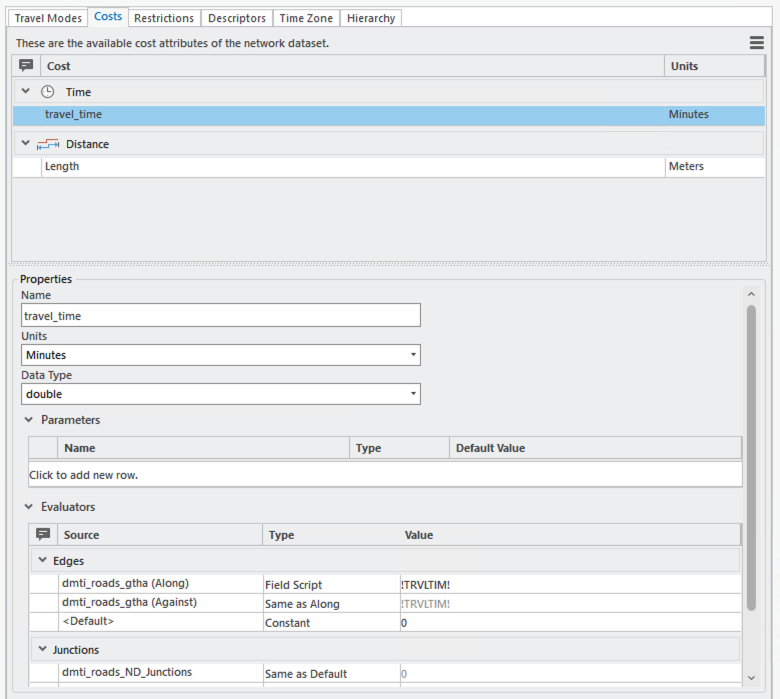 Travel Modes Costs Restrictions Descriptors Time Zone Hierarchy
These are the available cost attributes of the network dataset.
Cost Units
Time
travel_time Minutes
Distance
Length Meters
Properties
Name
travel_time
Units
Minutes
Data Type
double
Parameters
Name Type Default Value
Click to add new row.
Evaluators
Source Type Value
Edges
dmti_roads_gtha (Along) Field Script !TRVLTIM!
dmti_roads_gtha (Against) Same as Along !TRVLTIM!
<Default> Constant 0
Junctions
dmti_roads_ND_Junctions Same as Default 0